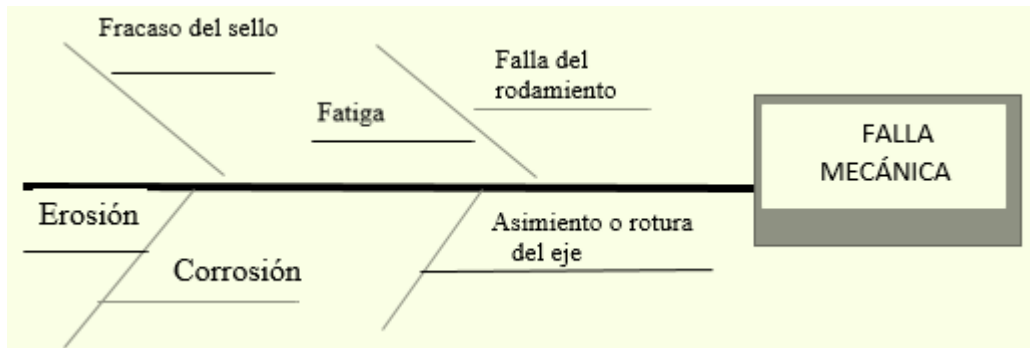 Fracaso del sello
Falla del
rodamiento
Fatiga
FALLA
MECÁNICA
Erosión
Asimiento o rotura
del eje
Corrosión